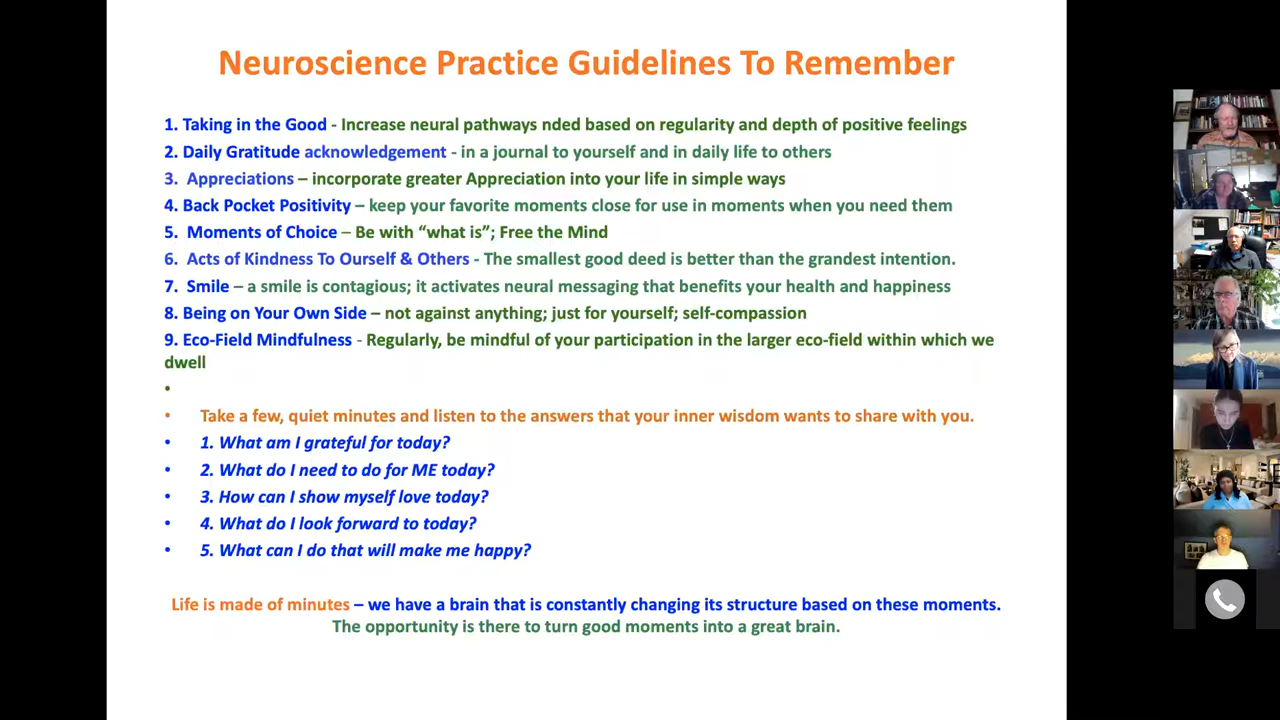 Neuroscience Practice Guidelines To Remember
1. Taking in the Good - Increase neural pathways nded based on regularity and depth of positive feelings
2. Daily Gratitude acknowledgement - in a journal to yourself and in daily life to others
3. Appreciations – incorporate greater Appreciation into your life in simple ways
4. Back Pocket Positivity – keep your favorite moments close for use in moments when you need them
5. Moments of Choice – Be with “what is”; Free the Mind
6. Acts of Kindness To Ourself & Others - The smallest good deed is better than the grandest intention.
7. Smile – a smile is contagious; it activates neural messaging that benefits your health and happiness
8. Being on Your Own Side – not against anything; just for yourself; self-compassion
9. Eco-Field Mindfulness - Regularly, be mindful of your participation in the larger eco-field within which we
dwell
•
• Take a few, quiet minutes and listen to the answers that your inner wisdom wants to share with you.
• 1. What am I grateful for today?
• 2. What do I need to do for ME today?
• 3. How can I show myself love today?
• 4. What do I look forward to today?
• 5. What can I do that will make me happy?
Life is made of minutes – we have a brain that is constantly changing its structure based on these moments.
The opportunity is there to turn good moments into a great brain.